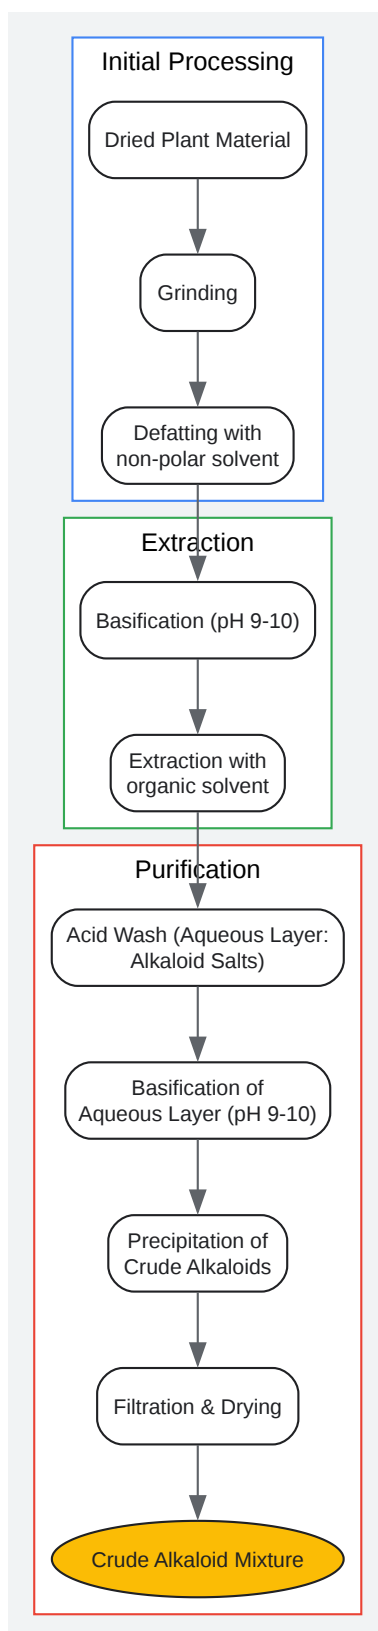 Initial Processing
Dried Plant Material
Grinding
Defatting with
non-polar solvent
Extraction
Basification (pH 9-10)
Extraction with
organic solvent
Purification
Acid Wash (Aqueous Layer:
Alkaloid Salts)
Basification of
Aqueous Layer (pH 9-10)
Precipitation of
Crude Alkaloids
Filtration & Drying
Crude Alkaloid Mixture